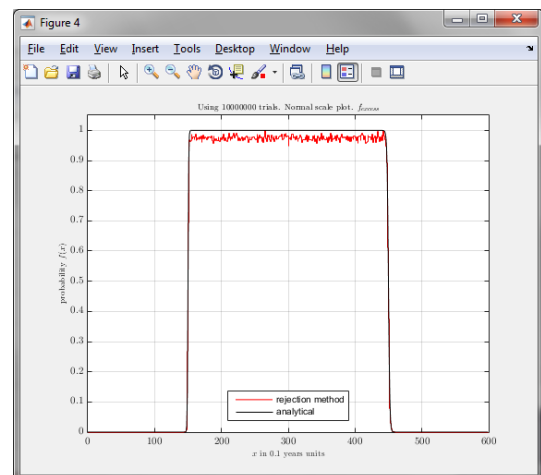 Figure 4
File Edit View Insert Tools Desktop Window Help
Using 10000000 trials. Normal scale plot. f_excess
1
0.9
0.8
0.7
0.6
0.5
0.4
0.3
0.2
0.1
0
probability f(x)
rejection method
analytical
0 100 200 300 400 500 600
x in 0.1 years units